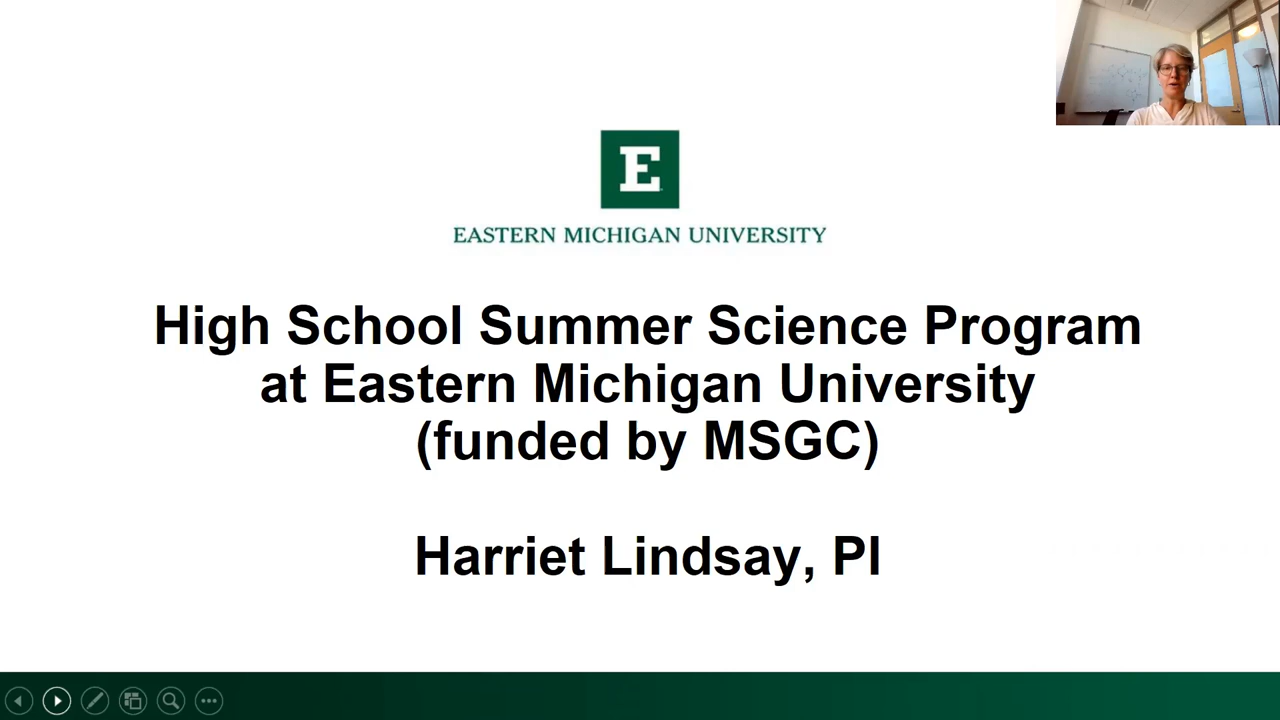 E
EASTERN MICHIGAN UNIVERSITY
High School Summer Science Program
at Eastern Michigan University
(funded by MSGC)
Harriet Lindsay, PI